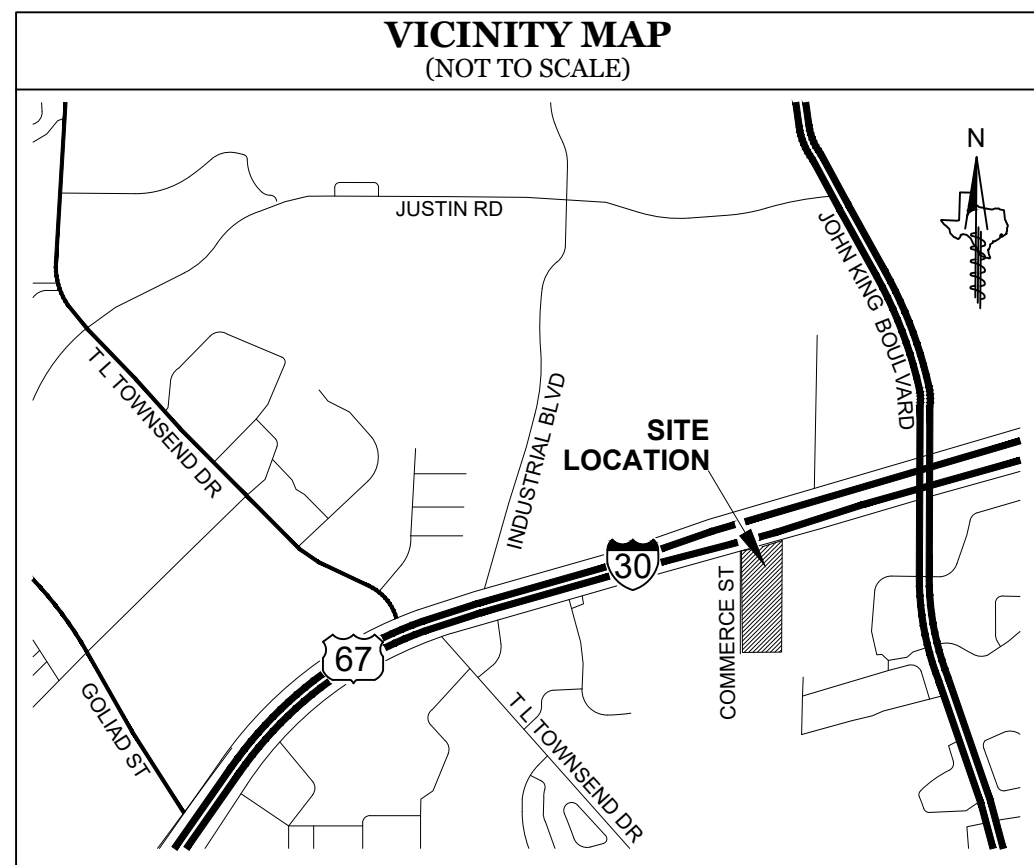 VICINITY MAP
(NOT TO SCALE)
N
JUSTIN RD
JOHN KING BOULVARD
T L TOWNSEND DR
INDUSTRIAL BLVD
SITE
LOCATION
30
COMMERCE ST
67
GOLIAD ST
T L TOWNSEND DR